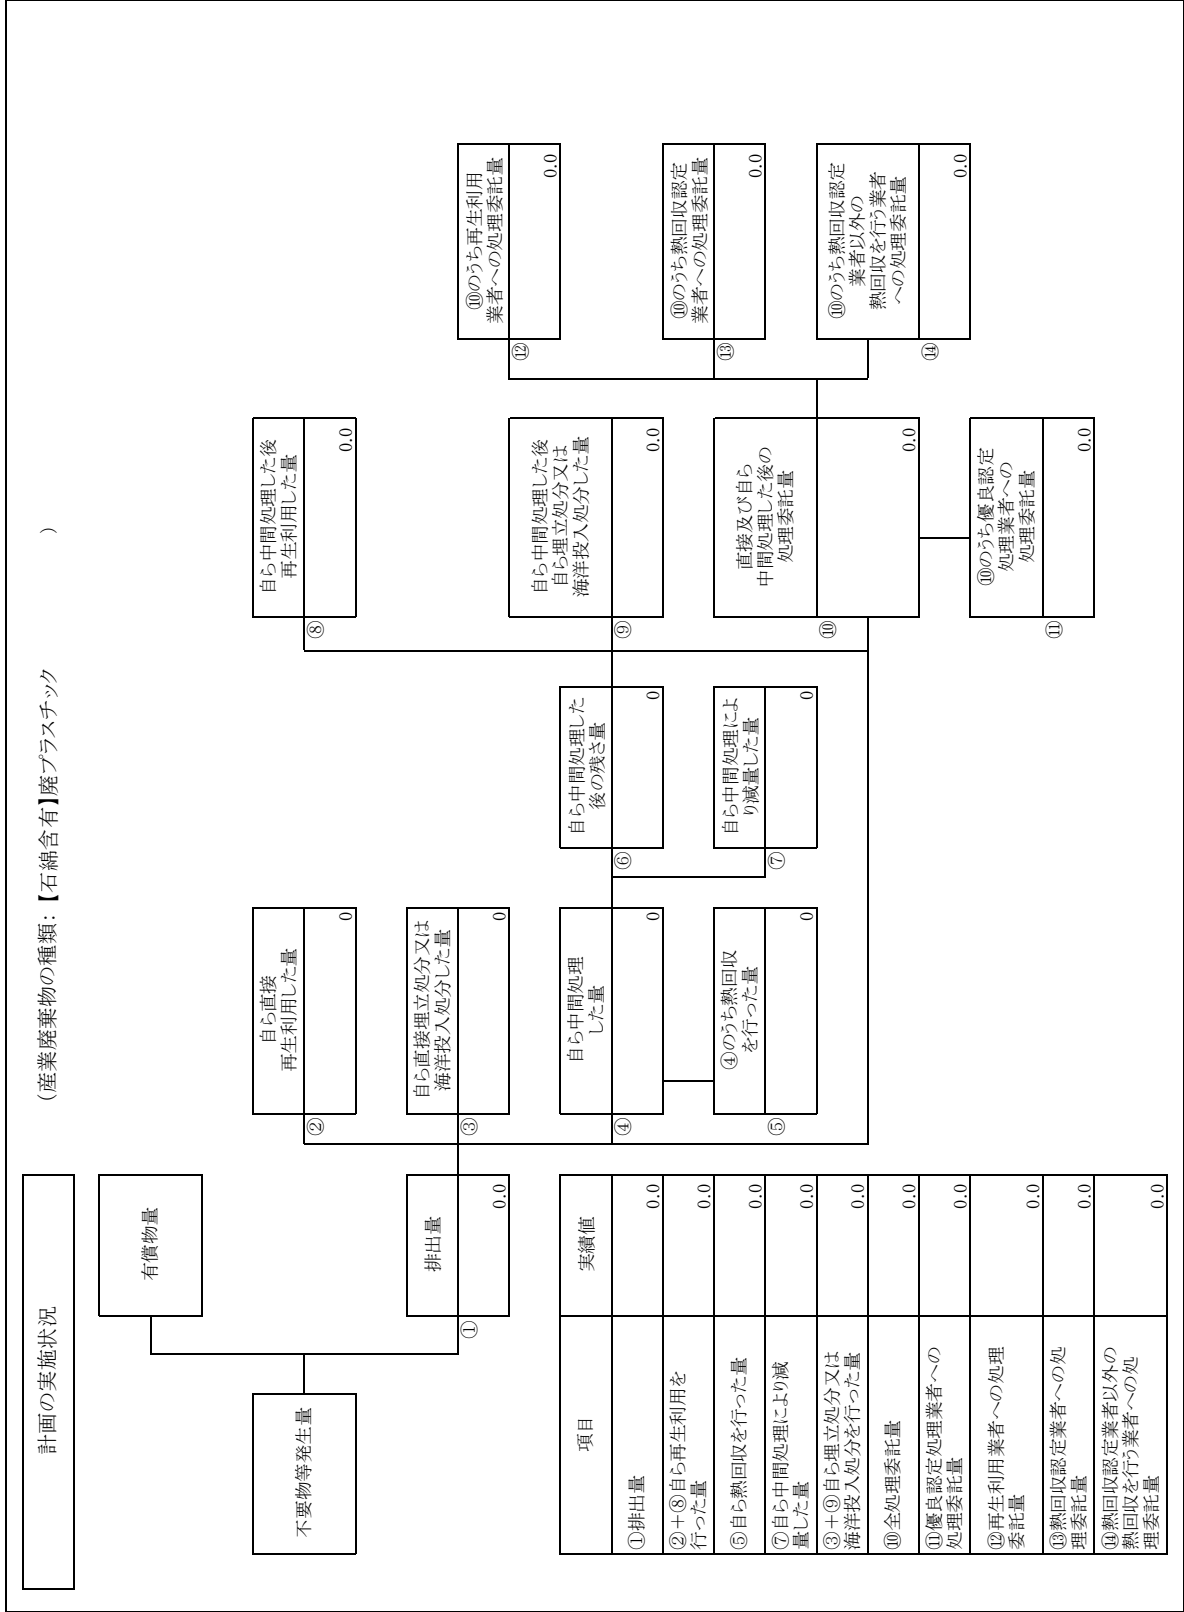 計画の実施状況
(産業廃棄物の種類：【石綿含有】廃プラスチック )
不要物等発生量
有償物量
排出量
①
0.0
自ら直接
再生利用した量
②
0
自ら直接埋立処分又は
海洋投入処分した量
③
0
自ら中間処理
した量
④
0
④のうち熱回収
を行った量
⑤
0
自ら中間処理した
後の残さ量
⑥
0
自ら中間処理によ
り減量した量
⑦
0
自ら中間処理した後
再生利用した量
⑧
0.0
自ら中間処理した後
自ら埋立処分又は
海洋投入処分した量
⑨
0.0
直接及び自ら
中間処理した後の
処理委託量
⑩
0.0
⑩のうち優良認定
処理業者への
処理委託量
⑪
0.0
⑩のうち再生利用
業者への処理委託量
⑫
0.0
⑩のうち熱回収認定
業者への処理委託量
⑬
0.0
⑩のうち熱回収認定
業者以外の
熱回収を行う業者
への処理委託量
⑭
0.0
項目 実績値
①排出量 0.0
②＋⑧自ら再生利用を
行った量 0.0
⑤自ら熱回収を行った量 0.0
⑦自ら中間処理により減
量した量 0.0
③＋⑨自ら埋立処分又は
海洋投入処分を行った量 0.0
⑩全処理委託量 0.0
⑪優良認定処理業者への
処理委託量 0.0
⑫再生利用業者への処理
委託量 0.0
⑬熱回収認定業者への処
理委託量 0.0
⑭熱回収認定業者以外の
熱回収を行う業者への処
理委託量 0.0